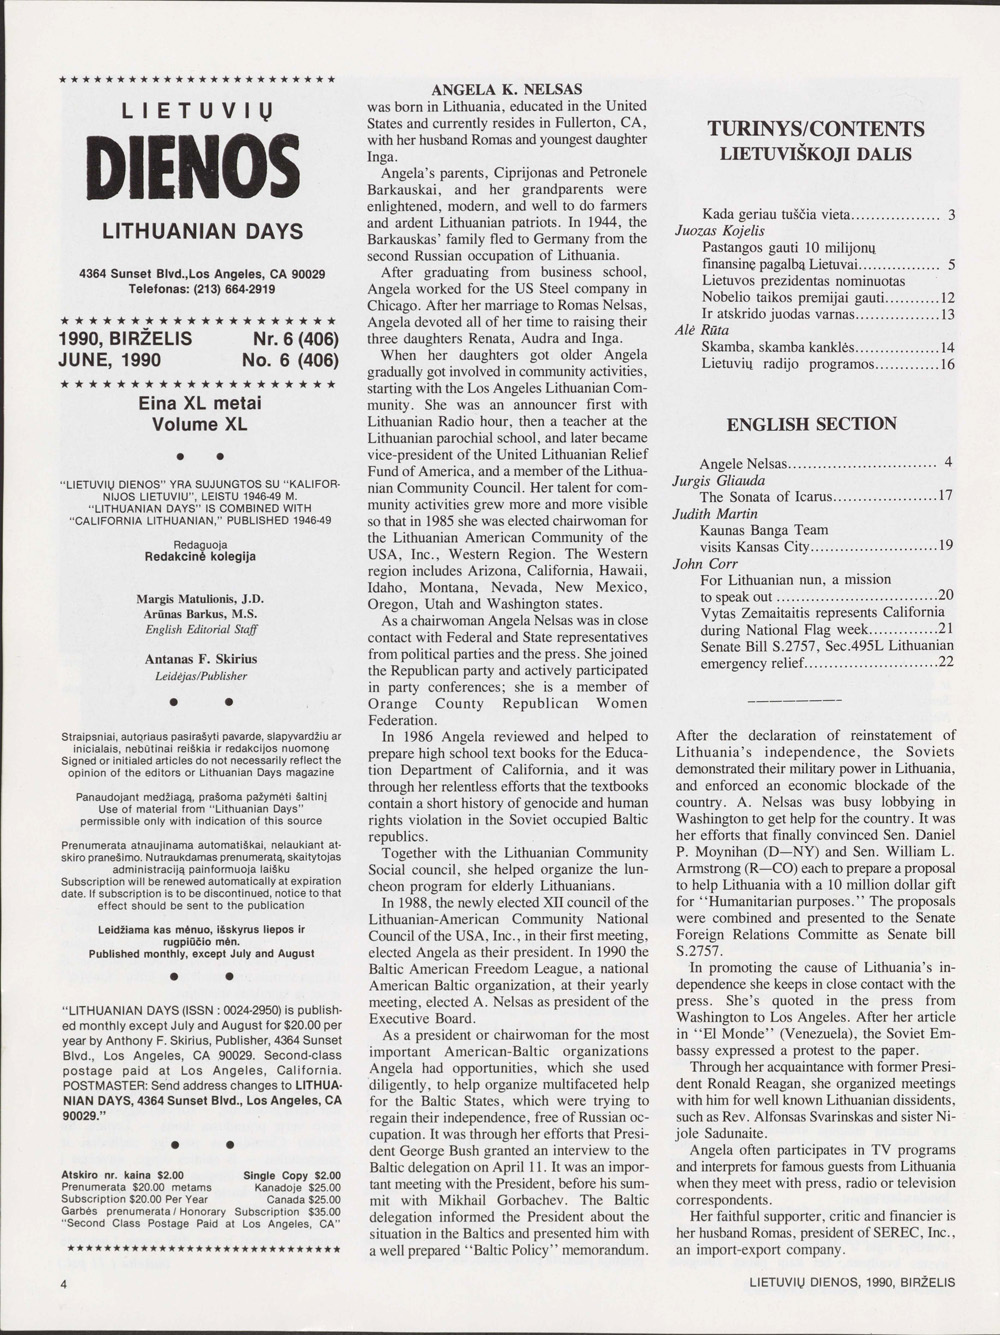 LIETUVIŲ
DIENOS
LITHUANIAN DAYS
4364 Sunset Blvd.,Los Angeles, CA 90029
Telefonas: (213) 664-2919
1990, BIRŽELIS Nr. 6 (406)
JUNE, 1990 No. 6 (406)
Eina XL metai
Volume XL
"LIETUVIŲ DIENOS" YRA SUJUNGTOS SU "KALIFOR-
NIJOS LIETUVIU", LEISTU 1946-49 M.
"LITHUANIAN DAYS" IS COMBINED WITH
"CALIFORNIA LITHUANIAN," PUBLISHED 1946-49
Redaguoja
Redakcinė kolegija
Margis Matulionis, J.D.
Arūnas Barkus, M.S.
English Editorial Staff
Antanas F. Skirius
Leidėjas/Publisher
Straipsniai, autoriaus pasirašyti pavarde, slapyvardžiu ar
inicialais, nebūtinai reiškia ir redakcijos nuomonę
Signed or initialed articles do not necessarily reflect the
opinion of the editors or Lithuanian Days magazine
Panaudojant medžiagą, prašoma pažymėti šaltinį
Use of material from "Lithuanian Days"
permissible only with indication of this source
Prenumerata atnaujinama automatiškai, nelaukiant at-
skiro pranešimo. Nutraukdamas prenumeratą, skaitytojas
administraciją painformuoja laišku
Subscription will be renewed automatically at expiration
date. If subscription is to be discontinued, notice to that
effect should be sent to the publication
Leidžiama kas mėnuo, išskyrus liepos ir
rugpiūčio mėn.
Published monthly, except July and August
"LITHUANIAN DAYS (ISSN : 0024-2950) is publish-
ed monthly except July and August for $20.00 per
year by Anthony F. Skirius, Publisher, 4364 Sunset
Blvd., Los Angeles, CA 90029. Second-class
postage paid at Los Angeles, California.
POSTMASTER: Send address changes to LITHUA-
NIAN DAYS, 4364 Sunset Blvd., Los Angeles, CA
90029."
Atskiro nr. kaina $2.00 Single Copy $2.00
Prenumerata $20.00 metams Kanadoje $25.00
Subscription $20.00 Per Year Canada $25.00
Garbės prenumerata / Honorary Subscription $35.00
"Second Class Postage Paid at Los Angeles, CA"
4
ANGELA K. NELSAS
was born in Lithuania, educated in the United
States and currently resides in Fullerton, CA,
with her husband Romas and youngest daughter
Inga.
Angela's parents, Ciprijonas and Petronele
Barkauskai, and her grandparents were
enlightened, modern, and well to do farmers
and ardent Lithuanian patriots. In 1944, the
Barkauskas' family fled to Germany from the
second Russian occupation of Lithuania.
After graduating from business school,
Angela worked for the US Steel company in
Chicago. After her marriage to Romas Nelsas,
Angela devoted all of her time to raising their
three daughters Renata, Audra and Inga.
When her daughters got older Angela
gradually got involved in community activities,
starting with the Los Angeles Lithuanian Com-
munity. She was an announcer first with
Lithuanian Radio hour, then a teacher at the
Lithuanian parochial school, and later became
vice-president of the United Lithuanian Relief
Fund of America, and a member of the Lithua-
nian Community Council. Her talent for com-
munity activities grew more and more visible
so that in 1985 she was elected chairwoman for
the Lithuanian American Community of the
USA, Inc., Western Region. The Western
region includes Arizona, California, Hawaii,
Idaho, Montana, Nevada, New Mexico,
Oregon, Utah and Washington states.
As a chairwoman Angela Nelsas was in close
contact with Federal and State representatives
from political parties and the press. She joined
the Republican party and actively participated
in party conferences; she is a member of
Orange County Republican Women
Federation.
In 1986 Angela reviewed and helped to
prepare high school text books for the Educa-
tion Department of California, and it was
through her relentless efforts that the textbooks
contain a short history of genocide and human
rights violation in the Soviet occupied Baltic
republics.
Together with the Lithuanian Community
Social council, she helped organize the lun-
cheon program for elderly Lithuanians.
In 1988, the newly elected XII council of the
Lithuanian-American Community National
Council of the USA, Inc., in their first meeting,
elected Angela as their president. In 1990 the
Baltic American Freedom League, a national
American Baltic organization, at their yearly
meeting, elected A. Nelsas as president of the
Executive Board.
As a president or chairwoman for the most
important American-Baltic organizations
Angela had opportunities, which she used
diligently, to help organize multifaceted help
for the Baltic States, which were trying to
regain their independence, free of Russian oc-
cupation. It was through her efforts that Presi-
dent George Bush granted an interview to the
Baltic delegation on April 11. It was an impor-
tant meeting with the President, before his sum-
mit with Mikhail Gorbachev. The Baltic
delegation informed the President about the
situation in the Baltics and presented him with
a well prepared "Baltic Policy" memorandum.
TURINYS/CONTENTS
LIETUVIŠKOJI DALIS
Kada geriau tuščia vieta.................. 3
Juozas Kojelis
Pastangos gauti 10 milijonų
finansinę pagalbą Lietuvai................. 5
Lietuvos prezidentas nominuotas
Nobelio taikos premijai gauti...........12
Ir atskrido juodas varnas.................13
Alė Rūta
Skamba, skamba kanklės.................14
Lietuvių radijo programos.............16
ENGLISH SECTION
Angele Nelsas.............................. 4
Jurgis Gliauda
The Sonata of Icarus.....................17
Judith Martin
Kaunas Banga Team
visits Kansas City..........................19
John Corr
For Lithuanian nun, a mission
to speak out ................................20
Vytas Zemaitaitis represents California
during National Flag week..............21
Senate Bill S.2757, Sec.495L Lithuanian
emergency relief...........................22
After the declaration of reinstatement of
Lithuania's independence, the Soviets
demonstrated their military power in Lithuania,
and enforced an economic blockade of the
country. A. Nelsas was busy lobbying in
Washington to get help for the country. It was
her efforts that finally convinced Sen. Daniel
P. Moynihan (D—NY) and Sen. William L.
Armstrong (R—CO) each to prepare a proposal
to help Lithuania with a 10 million dollar gift
for "Humanitarian purposes." The proposals
were combined and presented to the Senate
Foreign Relations Committe as Senate bill
S.2757.
In promoting the cause of Lithuania's in-
dependence she keeps in close contact with the
press. She's quoted in the press from
Washington to Los Angeles. After her article
in "El Monde" (Venezuela), the Soviet Em-
bassy expressed a protest to the paper.
Through her acquaintance with former Presi-
dent Ronald Reagan, she organized meetings
with him for well known Lithuanian dissidents,
such as Rev. Alfonsas Svarinskas and sister Ni-
jole Sadunaite.
Angela often participates in TV programs
and interprets for famous guests from Lithuania
when they meet with press, radio or television
correspondents.
Her faithful supporter, critic and financier is
her husband Romas, president of SEREC, Inc.,
an import-export company.
LIETUVIŲ DIENOS, 1990, BIRŽELIS